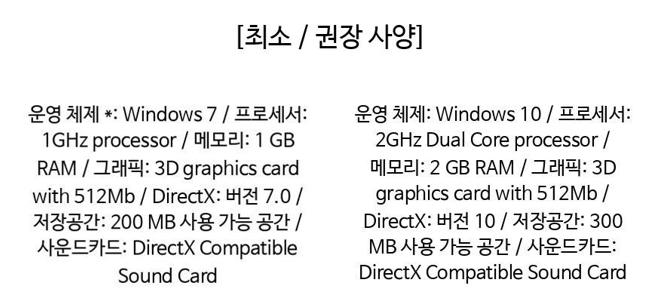 [최소 / 권장 사양]
운영 체제 *: Windows 7 / 프로세서:
1GHz processor / 메모리: 1 GB
RAM / 그래픽: 3D graphics card
with 512Mb / DirectX: 버전 7.0 /
저장공간: 200 MB 사용 가능 공간 /
사운드카드: DirectX Compatible
Sound Card
운영 체제: Windows 10 / 프로세서:
2GHz Dual Core processor /
메모리: 2 GB RAM / 그래픽: 3D
graphics card with 512Mb /
DirectX: 버전 10 / 저장공간: 300
MB 사용 가능 공간 / 사운드카드:
DirectX Compatible Sound Card